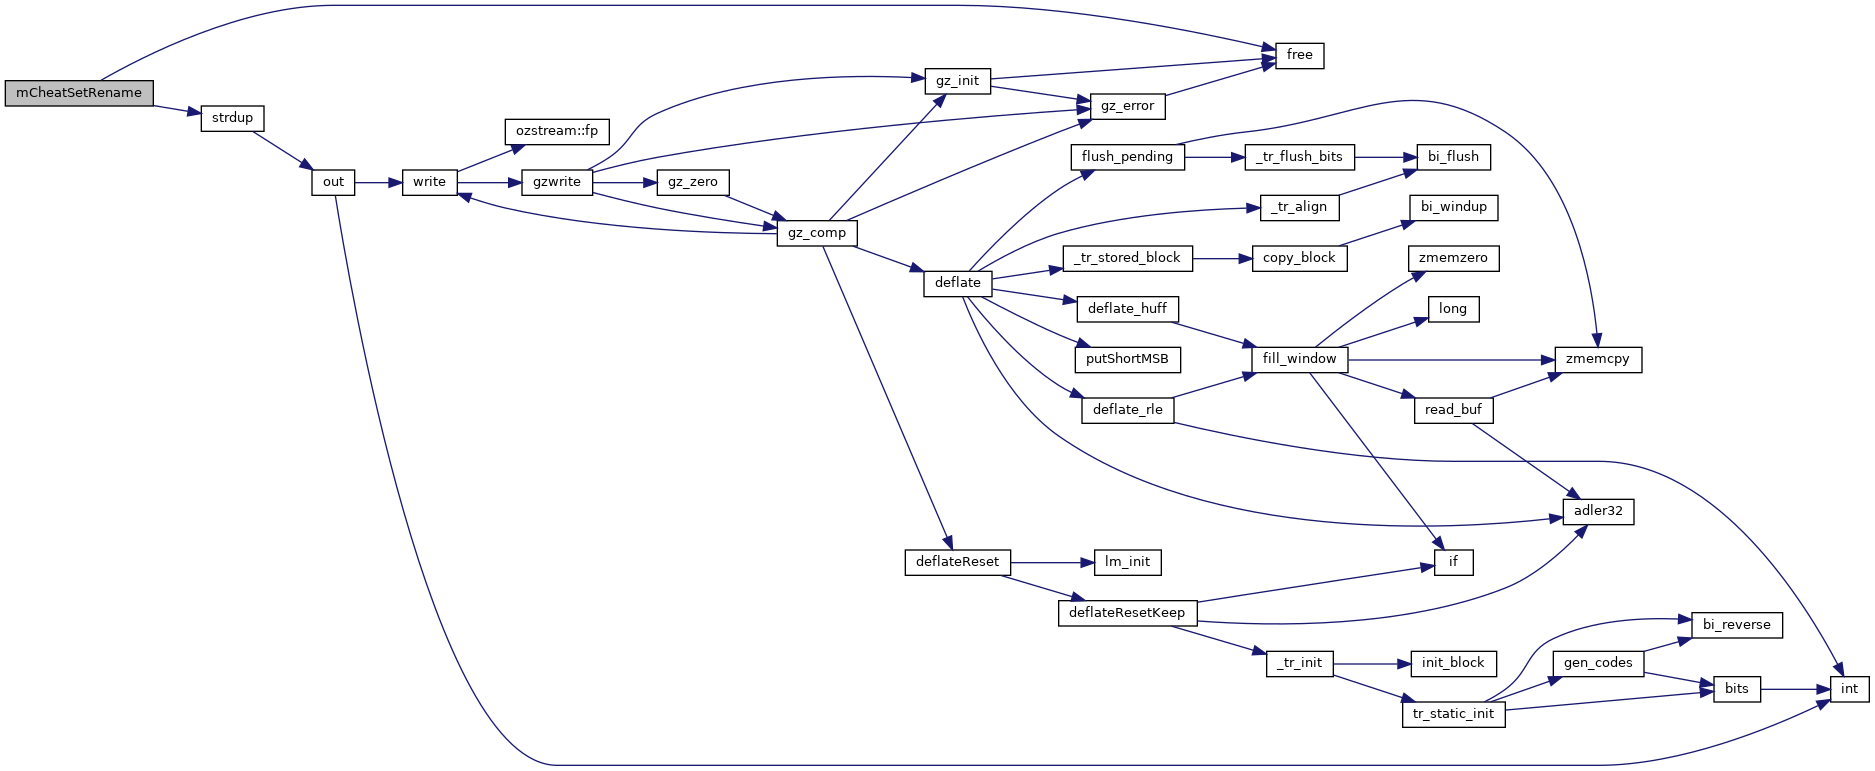 mCheatSetRename
strdup
out
write
ozstream::fp
gzwrite
gz_zero
gz_comp
gz_init
gz_error
free
flush_pending
_tr_flush_bits
bi_flush
_tr_align
bi_windup
deflate
_tr_stored_block
copy_block
zmemzero
deflate_huff
long
putShortMSB
fill_window
zmemcpy
deflate_rle
read_buf
adler32
deflateReset
lm_init
if
deflateResetKeep
bi_reverse
_tr_init
init_block
gen_codes
bits
int
tr_static_init